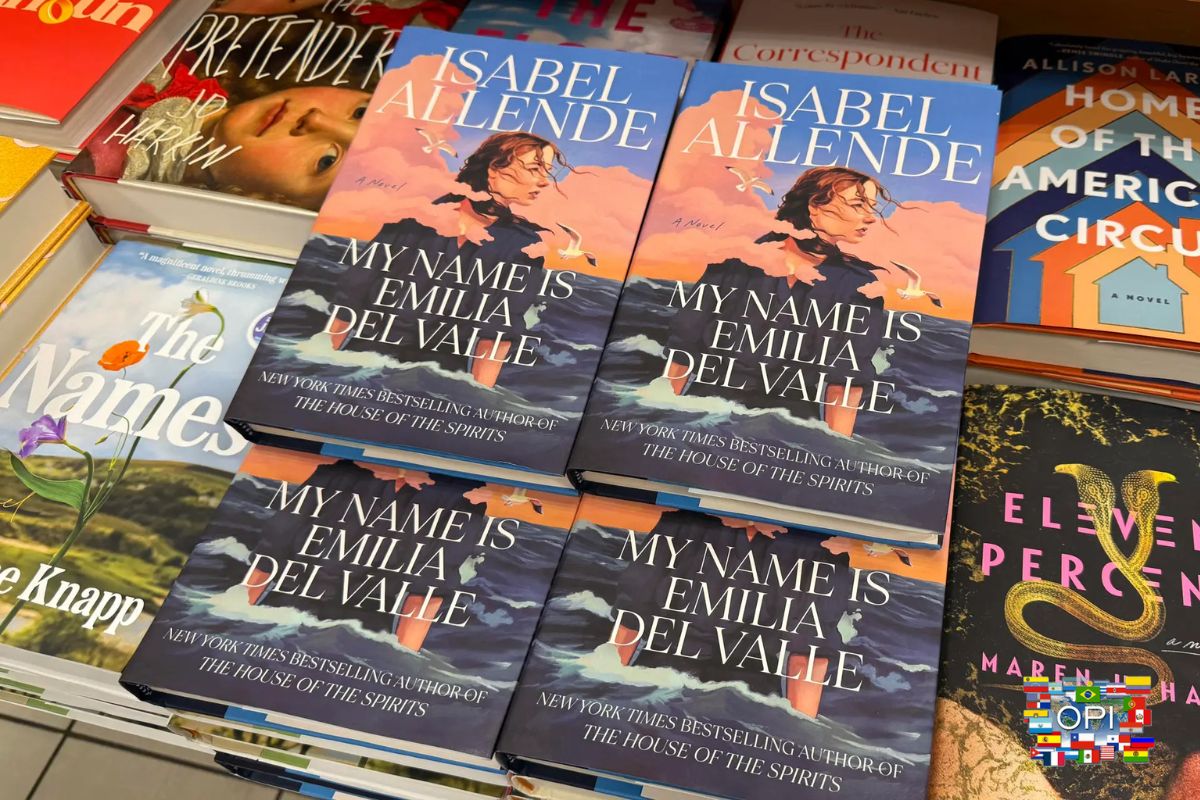 THE
PRETENDER
JO
HARKIN
THE
The
Correspondent
ALLISON
HOME
OF
AMERIC
CIRCU
A NOVEL
ISABEL
ALLENDE
A Novel
MY NAME IS
EMILIA
DEL VALLE
NEW YORK TIMES BESTSELLING AUTHOR OF
THE HOUSE OF THE SPIRITS
ISABEL
ALLENDE
A Novel
MY NAME IS
EMILIA
DEL VALLE
NEW YORK TIMES BESTSELLING AUTHOR OF
THE HOUSE OF THE SPIRITS
"A magnificent novel, thrumming w
GERALDINE BROOKS
The
Names
Knapp
MY NAME IS
EMILIA
DEL VALLE
NEW YORK TIMES BESTSELLING AUTHOR OF
THE HOUSE OF THE SPIRITS
MY NAME IS
EMILIA
DEL VALLE
NEW YORK TIMES BESTSELLING AUTHOR OF
THE HOUSE OF THE SPIRITS
ELEVEN
PERCEN
MAREN
OPI